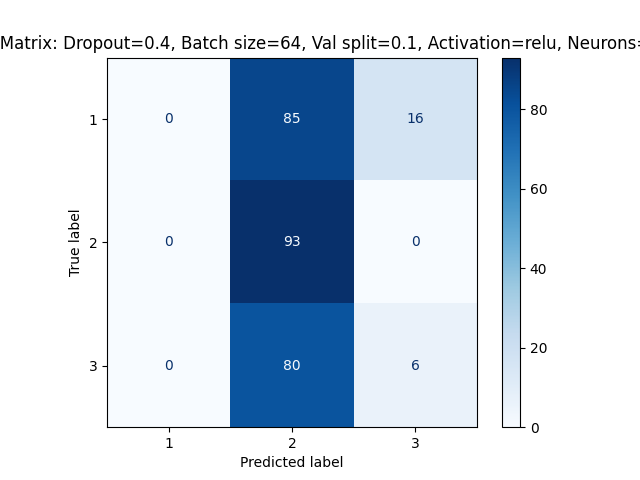 Matrix: Dropout=0.4, Batch size=64, Val split=0.1, Activation=relu, Neurons=
1 0 85 16
2 0 93 0
3 0 80 6
1 2 3
Predicted label
True label
80
60
40
20
0